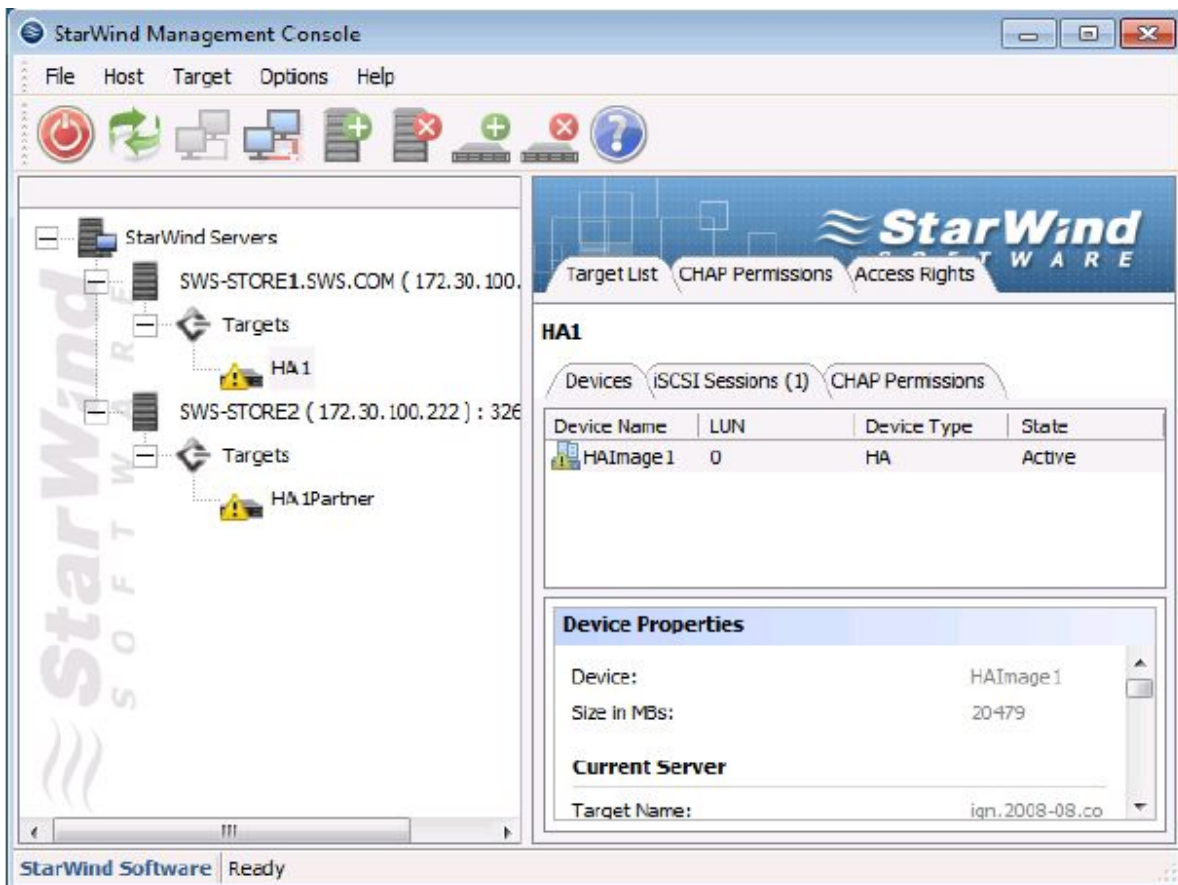 StarWind Management Console
File Host Target Options Help
StarWind Servers
SWS-STORE1.SWS.COM ( 172.30.100.
Targets
HA1
SWS-STORE2 ( 172.30.100.222 ) : 326
Targets
HA1Partner
StarWind
SOFTWARE
StarWind
SOFTWARE
Target List CHAP Permissions Access Rights
HA1
Devices iSCSI Sessions (1) CHAP Permissions
Device Name LUN Device Type State
HAImage1 0 HA Active
Device Properties
Device: HAImage1
Size in MBs: 20479
Current Server
Target Name: iqn.2008-08.co
StarWind Software Ready